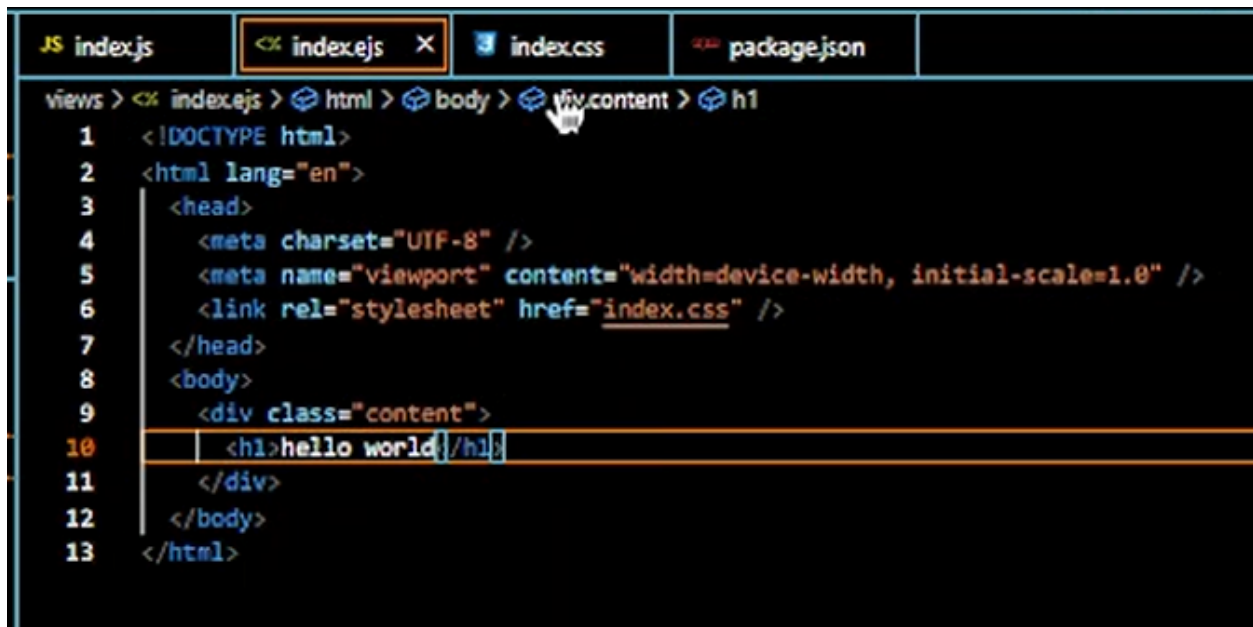 JS index.js <% index.ejs × index.css npm package.json
views > <% index.ejs > html > body > div.content > h1
1 <!DOCTYPE html>
2 <html lang="en">
3 <head>
4 <meta charset="UTF-8" />
5 <meta name="viewport" content="width=device-width, initial-scale=1.0" />
6 <link rel="stylesheet" href="index.css" />
7 </head>
8 <body>
9 <div class="content">
10 <h1>hello world</h1>
11 </div>
12 </body>
13 </html>